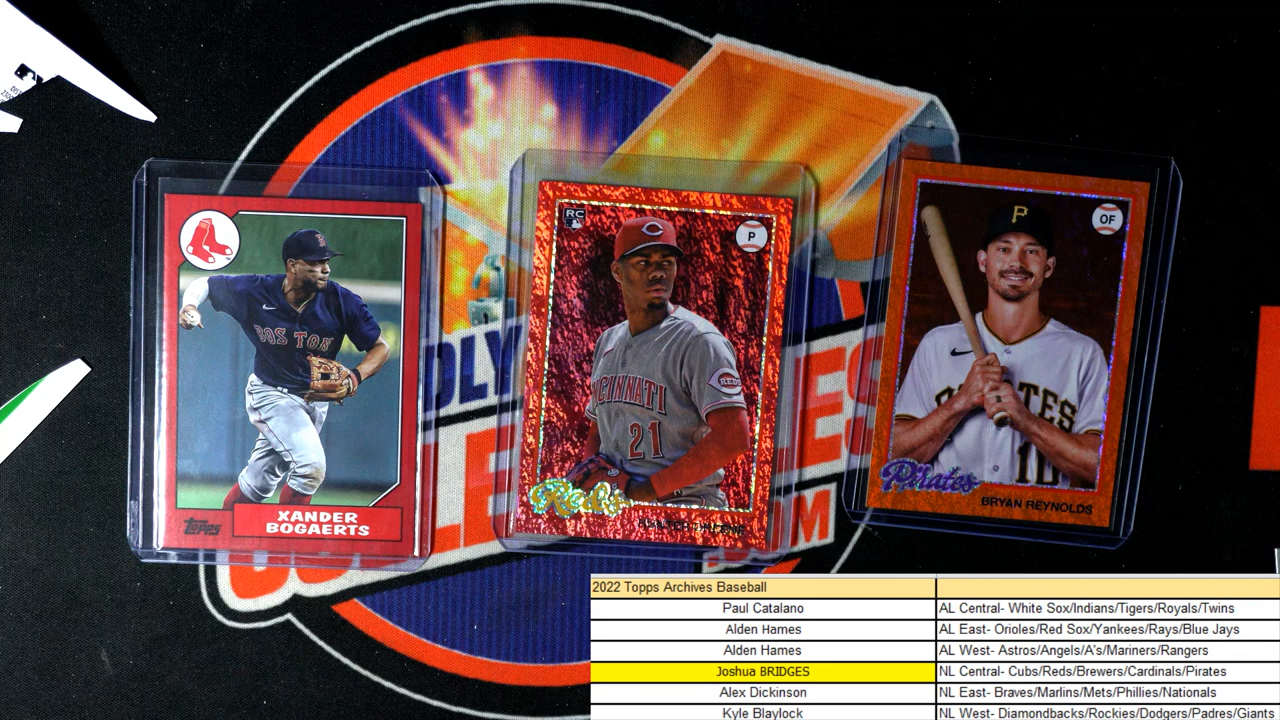 XANDER
BOGAERTS
topps
BOSTON
B
RC
P
C
CINCINNATI
21
REDS
Reds
P
OF
PIRATES
10
Pirates
BRYAN REYNOLDS
2022 Topps Archives Baseball
Paul Catalano AL Central- White Sox/Indians/Tigers/Royals/Twins
Alden Hames AL East- Orioles/Red Sox/Yankees/Rays/Blue Jays
Alden Hames AL West- Astros/Angels/A's/Mariners/Rangers
Joshua BRIDGES NL Central- Cubs/Reds/Brewers/Cardinals/Pirates
Alex Dickinson NL East- Braves/Marlins/Mets/Phillies/Nationals
Kyle Blaylock NL West- Diamondbacks/Rockies/Dodgers/Padres/Giants